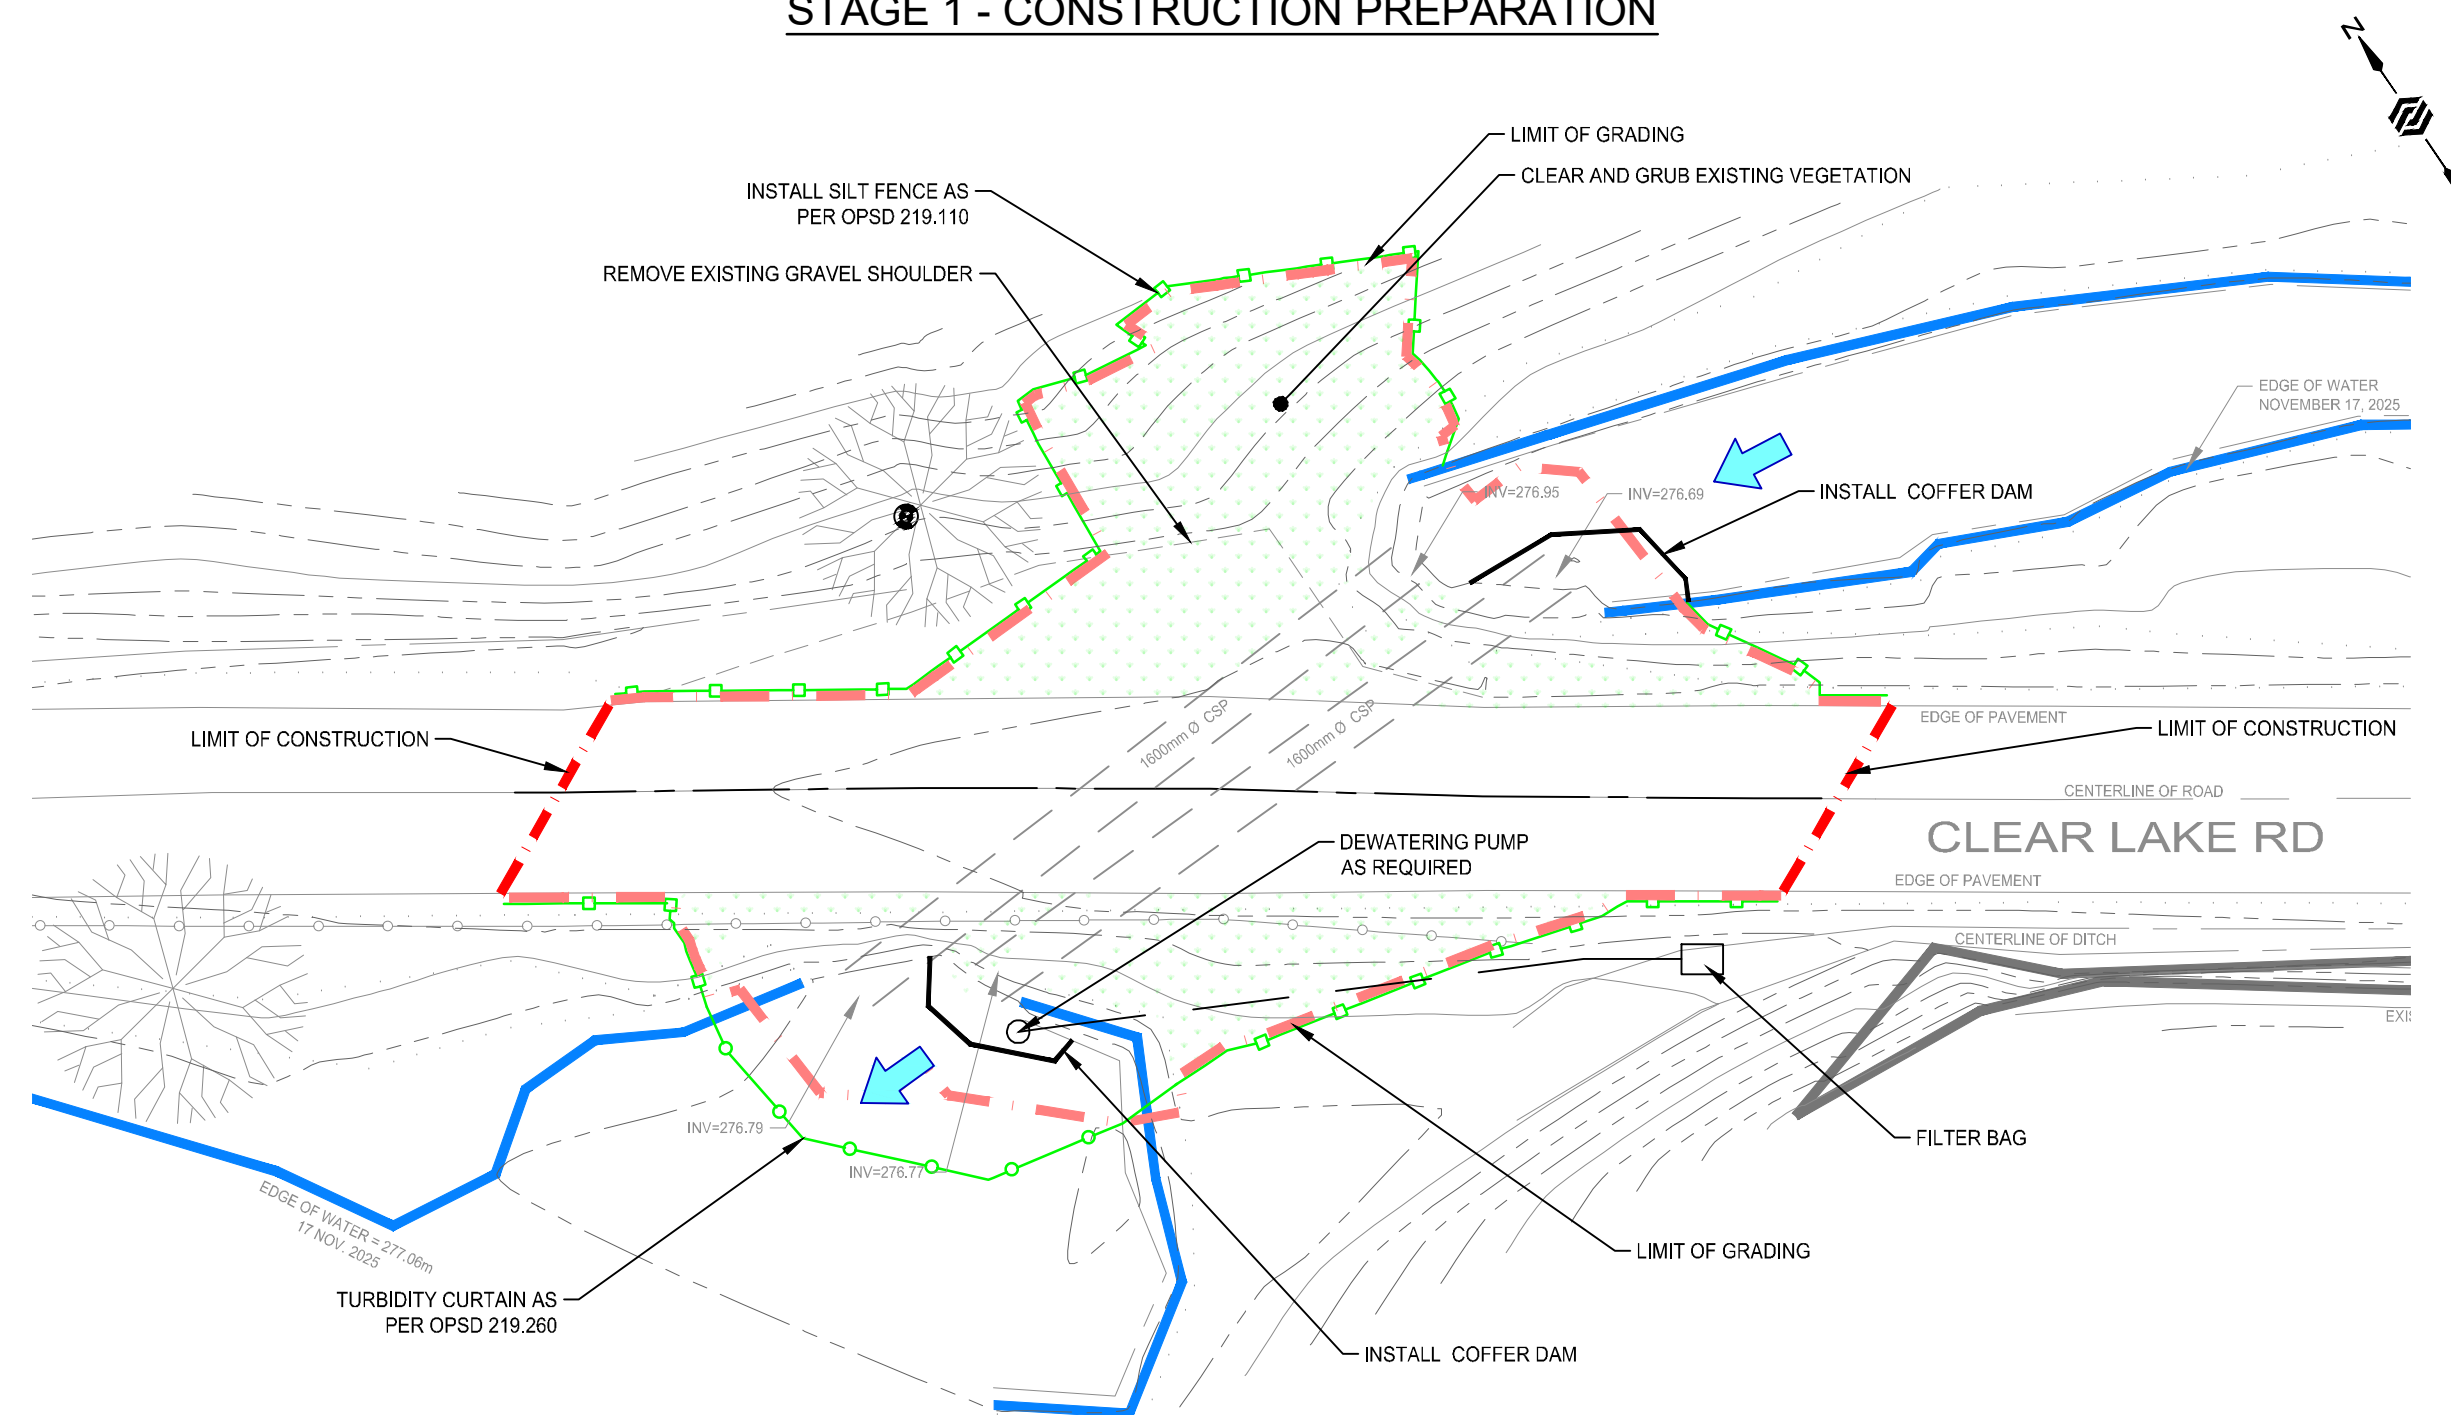 STAGE 1 - CONSTRUCTION PREPARATION
N
LIMIT OF GRADING
CLEAR AND GRUB EXISTING VEGETATION
INSTALL SILT FENCE AS
PER OPSD 219.110
REMOVE EXISTING GRAVEL SHOULDER
EDGE OF WATER
NOVEMBER 17, 2025
INV=276.95
INV=276.69
INSTALL COFFER DAM
1600mm Ø CSP
1600mm Ø CSP
EDGE OF PAVEMENT
LIMIT OF CONSTRUCTION
LIMIT OF CONSTRUCTION
CENTERLINE OF ROAD
CLEAR LAKE RD
DEWATERING PUMP
AS REQUIRED
EDGE OF PAVEMENT
CENTERLINE OF DITCH
INV=276.79
FILTER BAG
INV=276.77
EDGE OF WATER = 277.06m
17 NOV. 2025
LIMIT OF GRADING
TURBIDITY CURTAIN AS
PER OPSD 219.260
INSTALL COFFER DAM